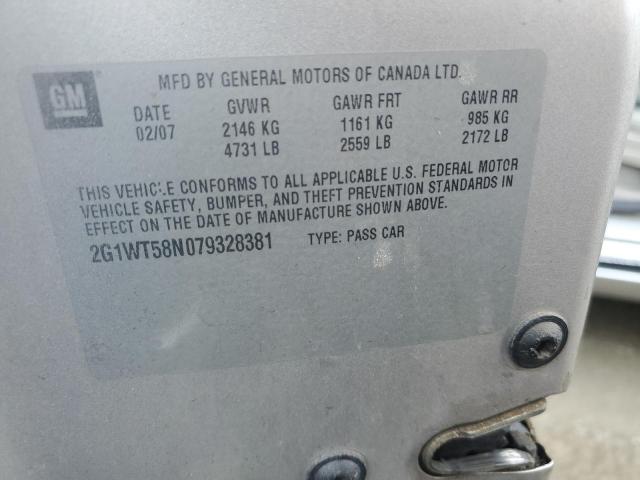 GM
MFD BY GENERAL MOTORS OF CANADA LTD.
DATE GVWR GAWR FRT GAWR RR
02/07 2146 KG 1161 KG 985 KG
4731 LB 2559 LB 2172 LB
THIS VEHICLE CONFORMS TO ALL APPLICABLE U.S. FEDERAL MOTOR
VEHICLE SAFETY, BUMPER, AND THEFT PREVENTION STANDARDS IN
EFFECT ON THE DATE OF MANUFACTURE SHOWN ABOVE.
2G1WT58N079328381 TYPE: PASS CAR